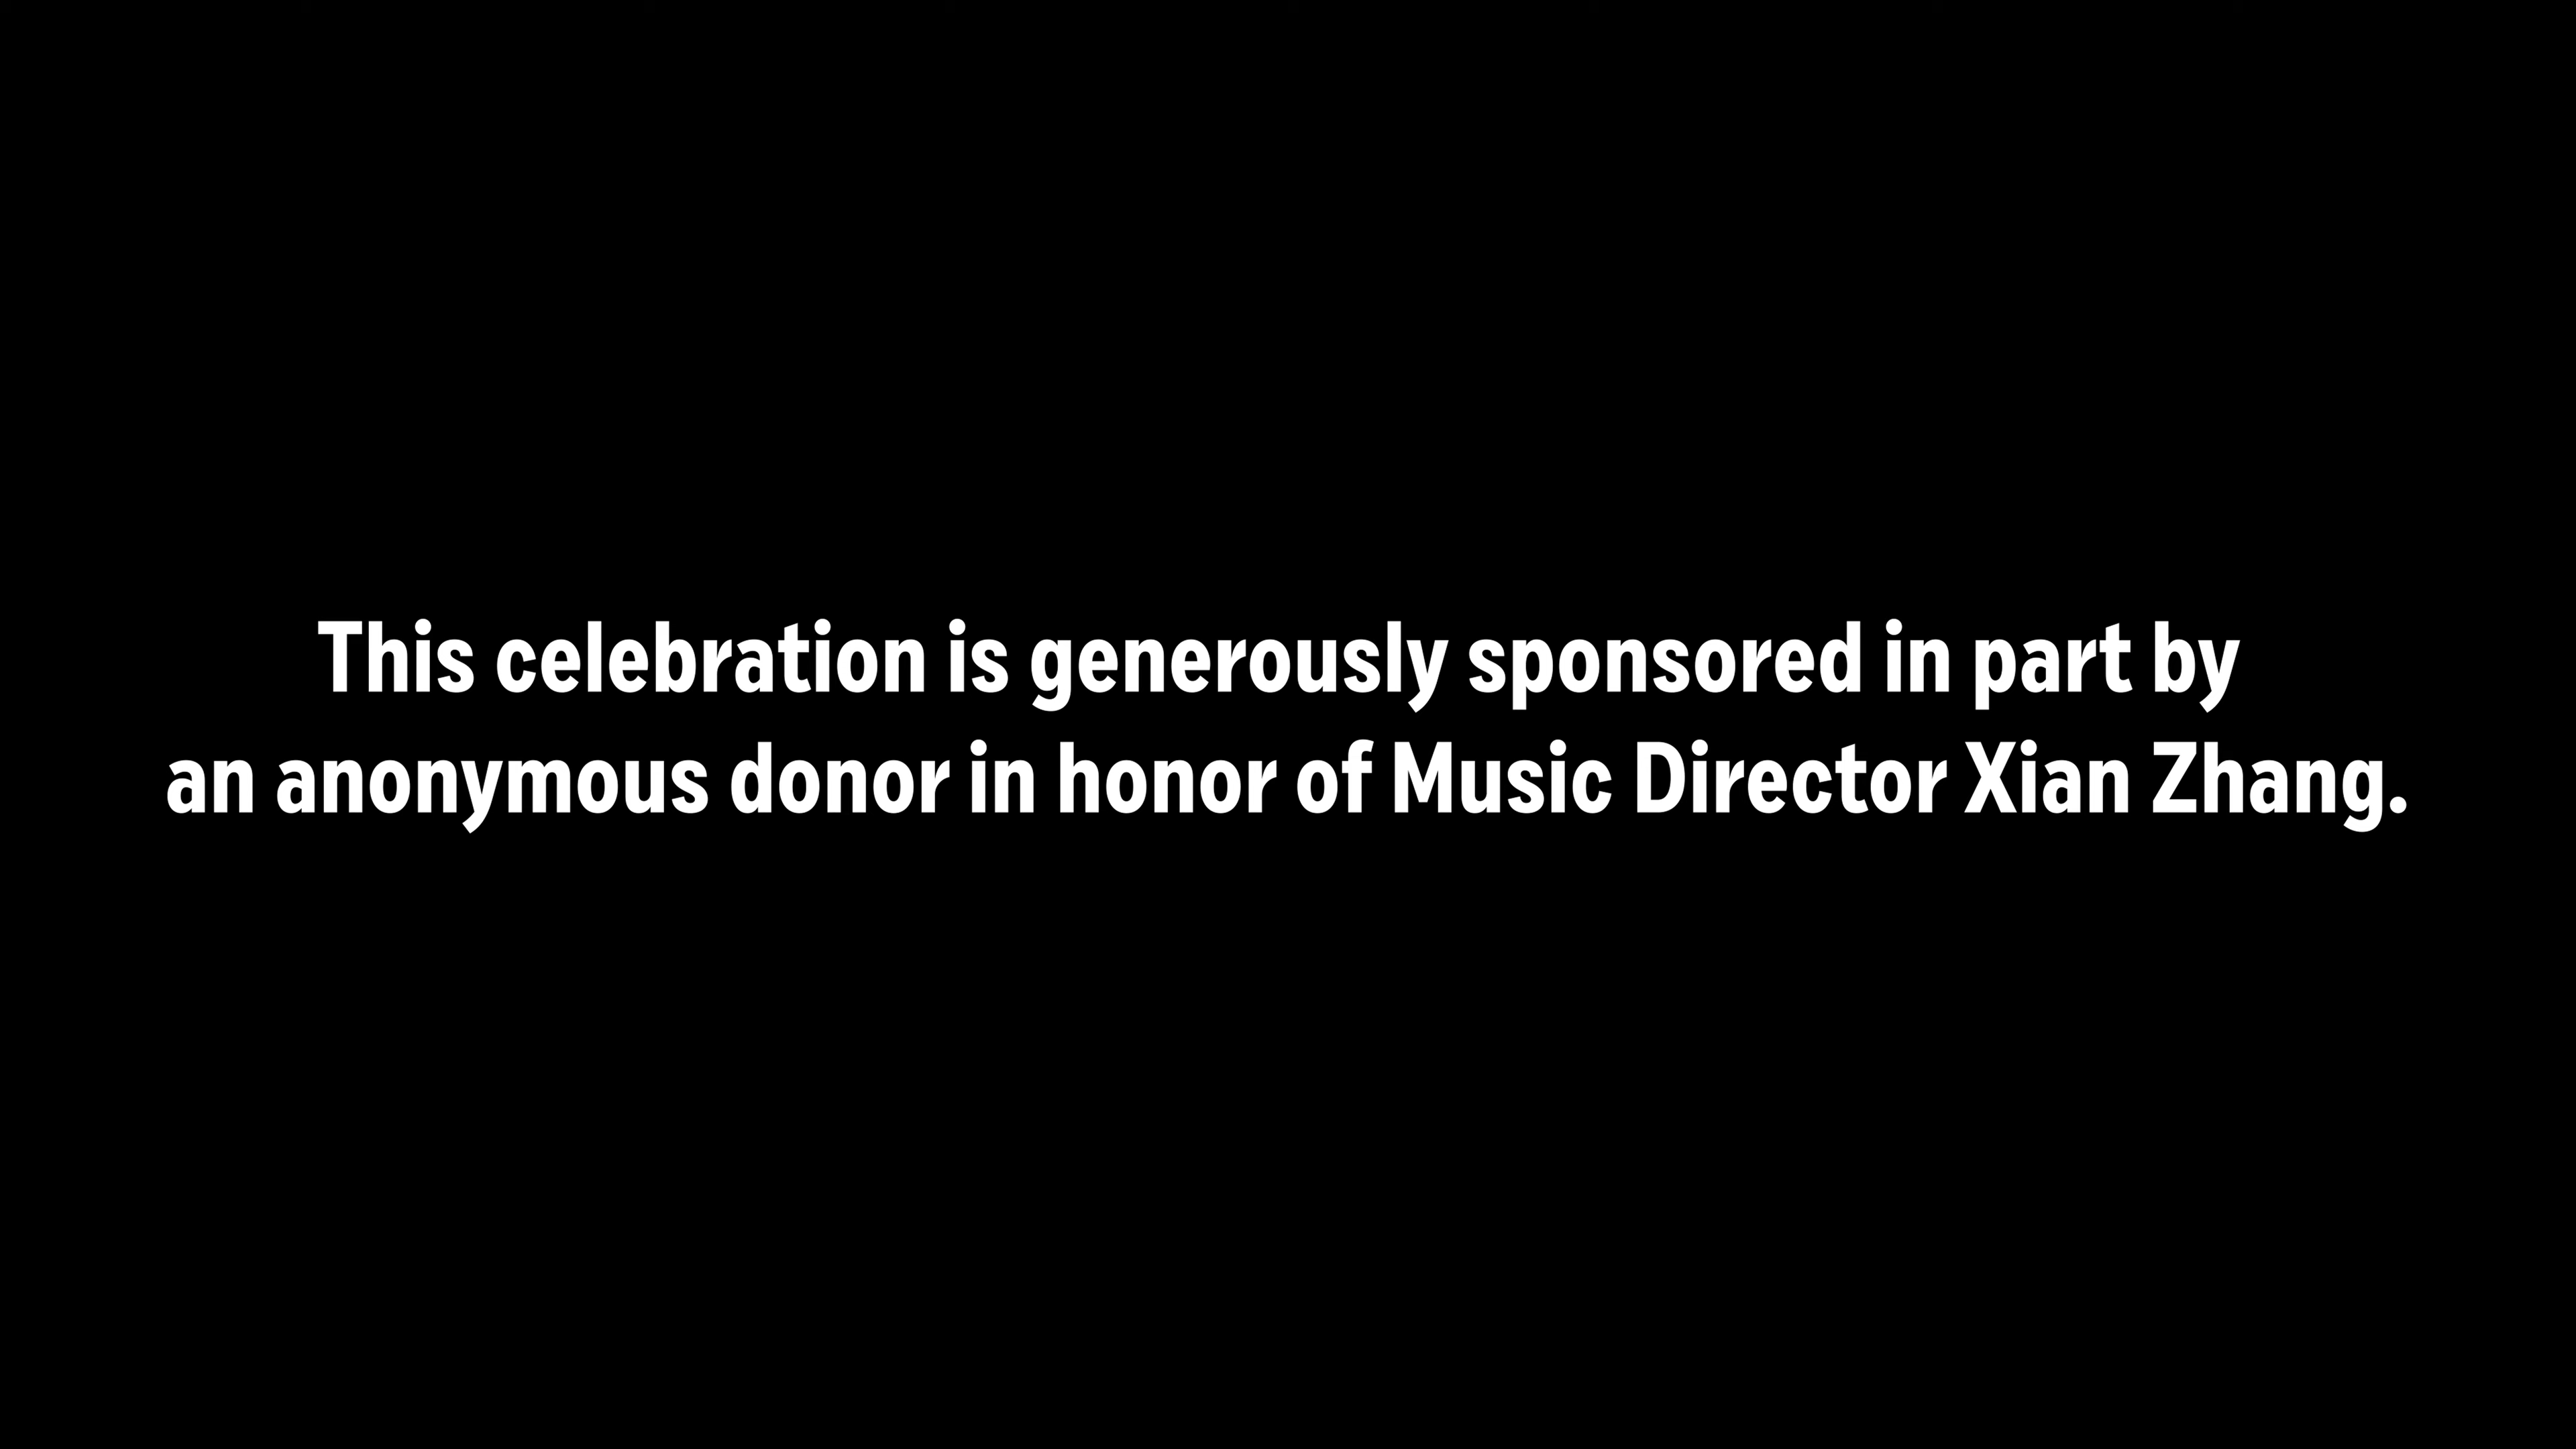 This celebration is generously sponsored in part by
an anonymous donor in honor of Music Director Xian Zhang.